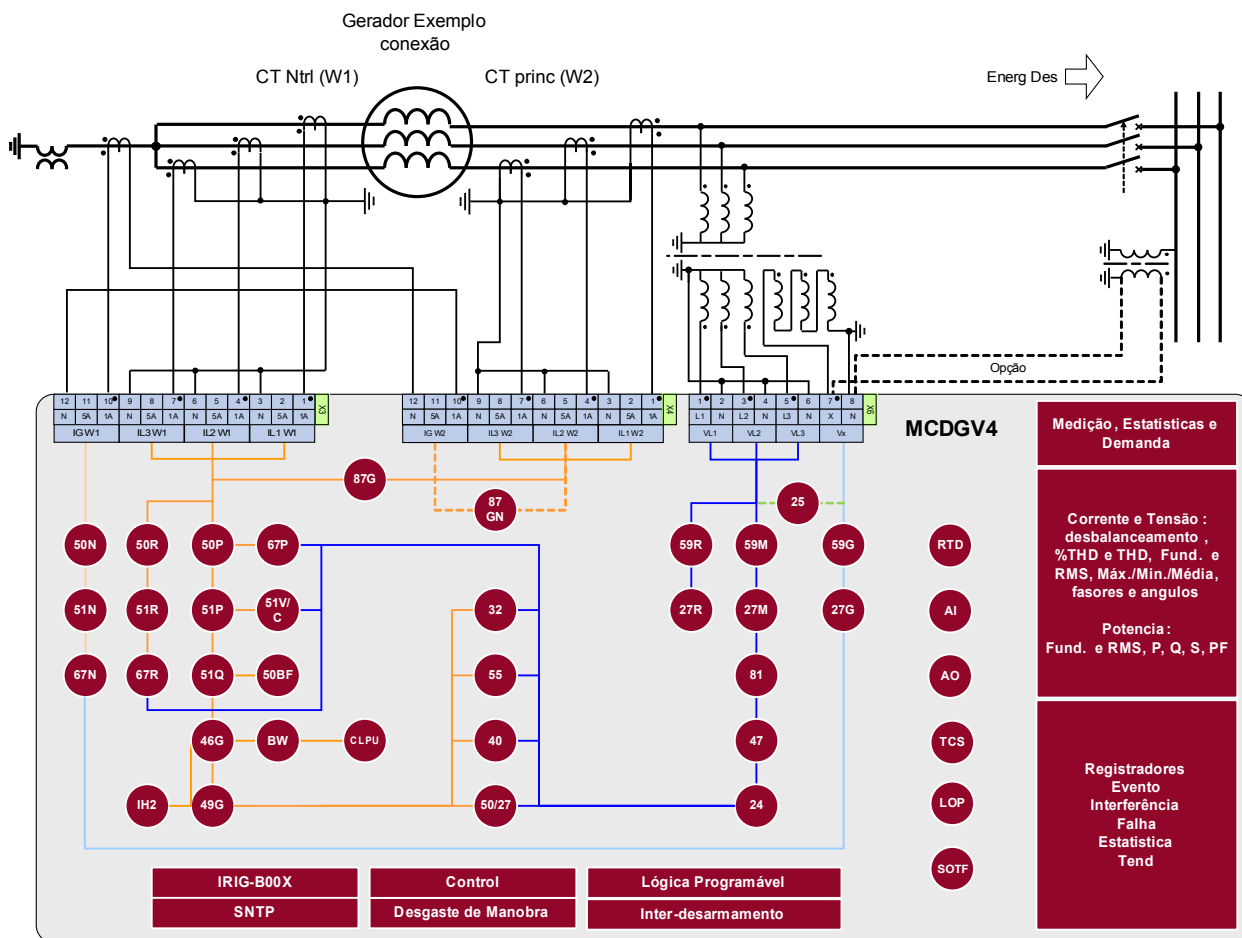 Gerador Exemplo
conexão
CT Ntrl (W1)
CT princ (W2)
Energ Des
Opção
12 11 10 9 8 7 6 5 4 3 2 1
N 5A 1A N 5A 1A N 5A 1A N 5A 1A
IG W1 IL3 W1 IL2 W1 IL1 W1
X3
12 11 10 9 8 7 6 5 4 3 2 1
N 5A 1A N 5A 1A N 5A 1A N 5A 1A
IG W2 IL3 W2 IL2 W2 IL1 W2
X4
1 2 3 4 5 6 7 8
L1 N L2 N L3 N X N
VL1 VL2 VL3 Vx
X6
MCDGV4
87G
87
GN
25
50N 50R 50P 67P 59R 59M 59G RTD
51N 51R 51P 51V/
C
32 27R 27M 27G AI
67N 67R 51Q 50BF 55 81 AO
46G BW CLPU 40 47 TCS
IH2 49G 50/27 24 LOP
SOTF
Medição, Estatísticas e
Demanda
Corrente e Tensão :
desbalanceamento ,
%THD e THD, Fund. e
RMS, Máx./Min./Média,
fasores e angulos
Potencia :
Fund. e RMS, P, Q, S, PF
Registradores
Evento
Interferência
Falha
Estatistica
Tend
IRIG-B00X
SNTP
Control
Desgaste de Manobra
Lógica Programável
Inter-desarmamento